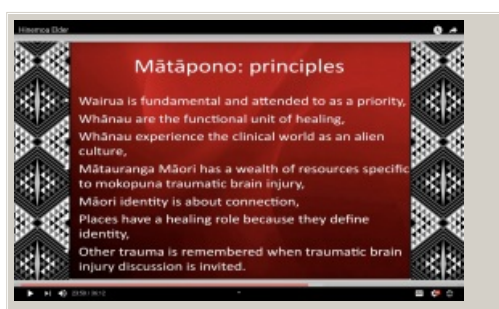 Hinemoa Elder
Mātāpono: principles
Wairua is fundamental and attended to as a priority,
Whānau are the functional unit of healing,
Whānau experience the clinical world as an alien
culture,
Mātauranga Māori has a wealth of resources specific
to mokopuna traumatic brain injury,
Māori identity is about connection,
Places have a healing role because they define
identity,
Other trauma is remembered when traumatic brain
injury discussion is invited.